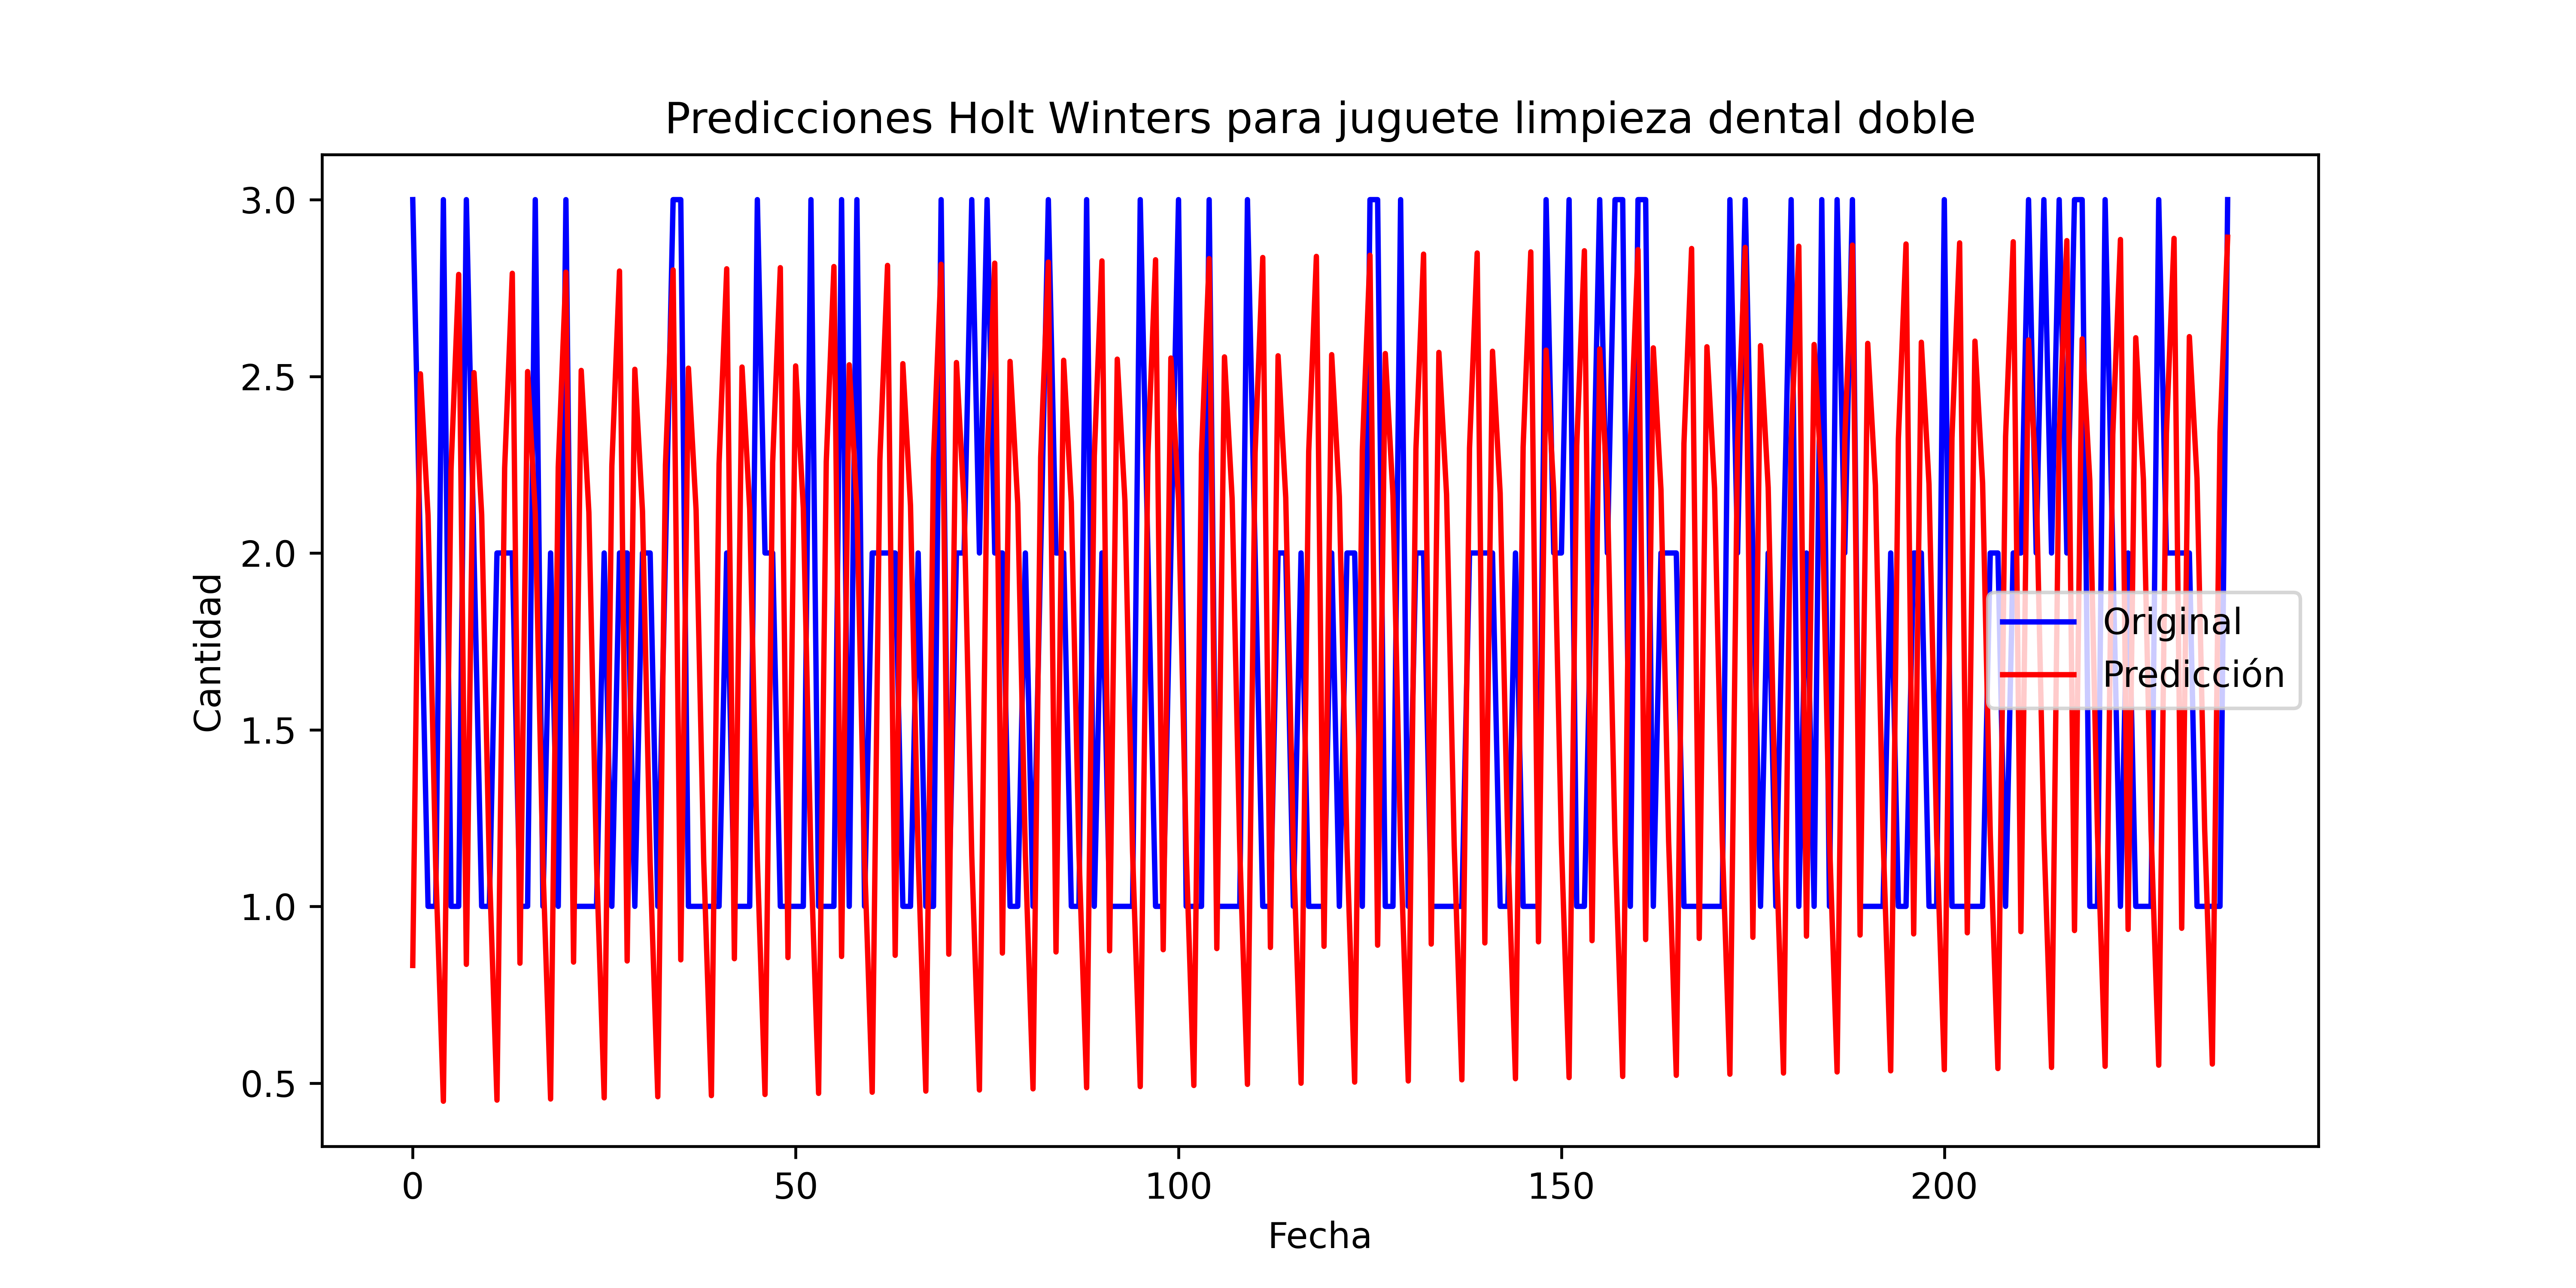 Predicciones Holt Winters para juguete limpieza dental doble
Cantidad
3.0
2.5
2.0
1.5
1.0
0.5
Original
Predicción
0 50 100 150 200
Fecha